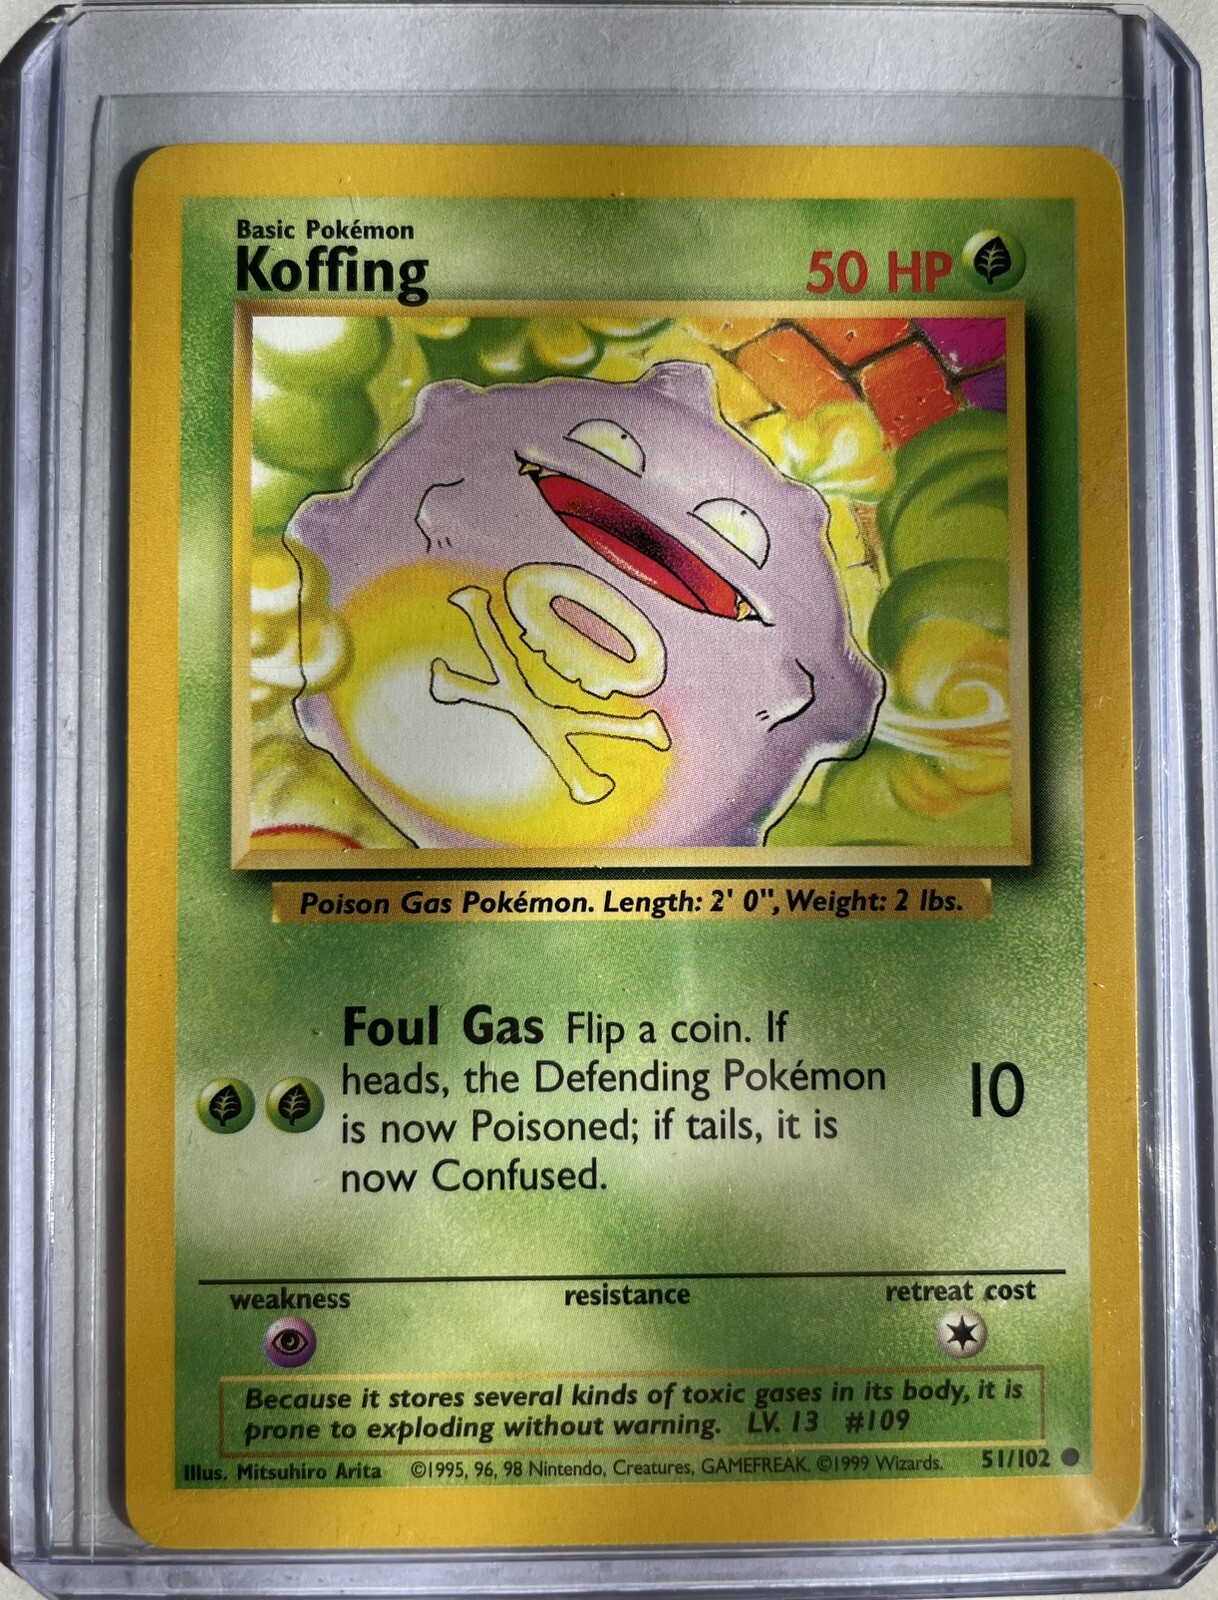 Basic Pokémon
Koffing
50 HP
Poison Gas Pokémon. Length: 2' 0", Weight: 2 lbs.
Foul Gas Flip a coin. If
heads, the Defending Pokémon
is now Poisoned; if tails, it is
now Confused.
10
weakness resistance retreat cost
Because it stores several kinds of toxic gases in its body, it is
prone to exploding without warning. LV. 13 #109
Illus. Mitsuhiro Arita ©1995, 96, 98 Nintendo, Creatures, GAMEFREAK. ©1999 Wizards. 51/102